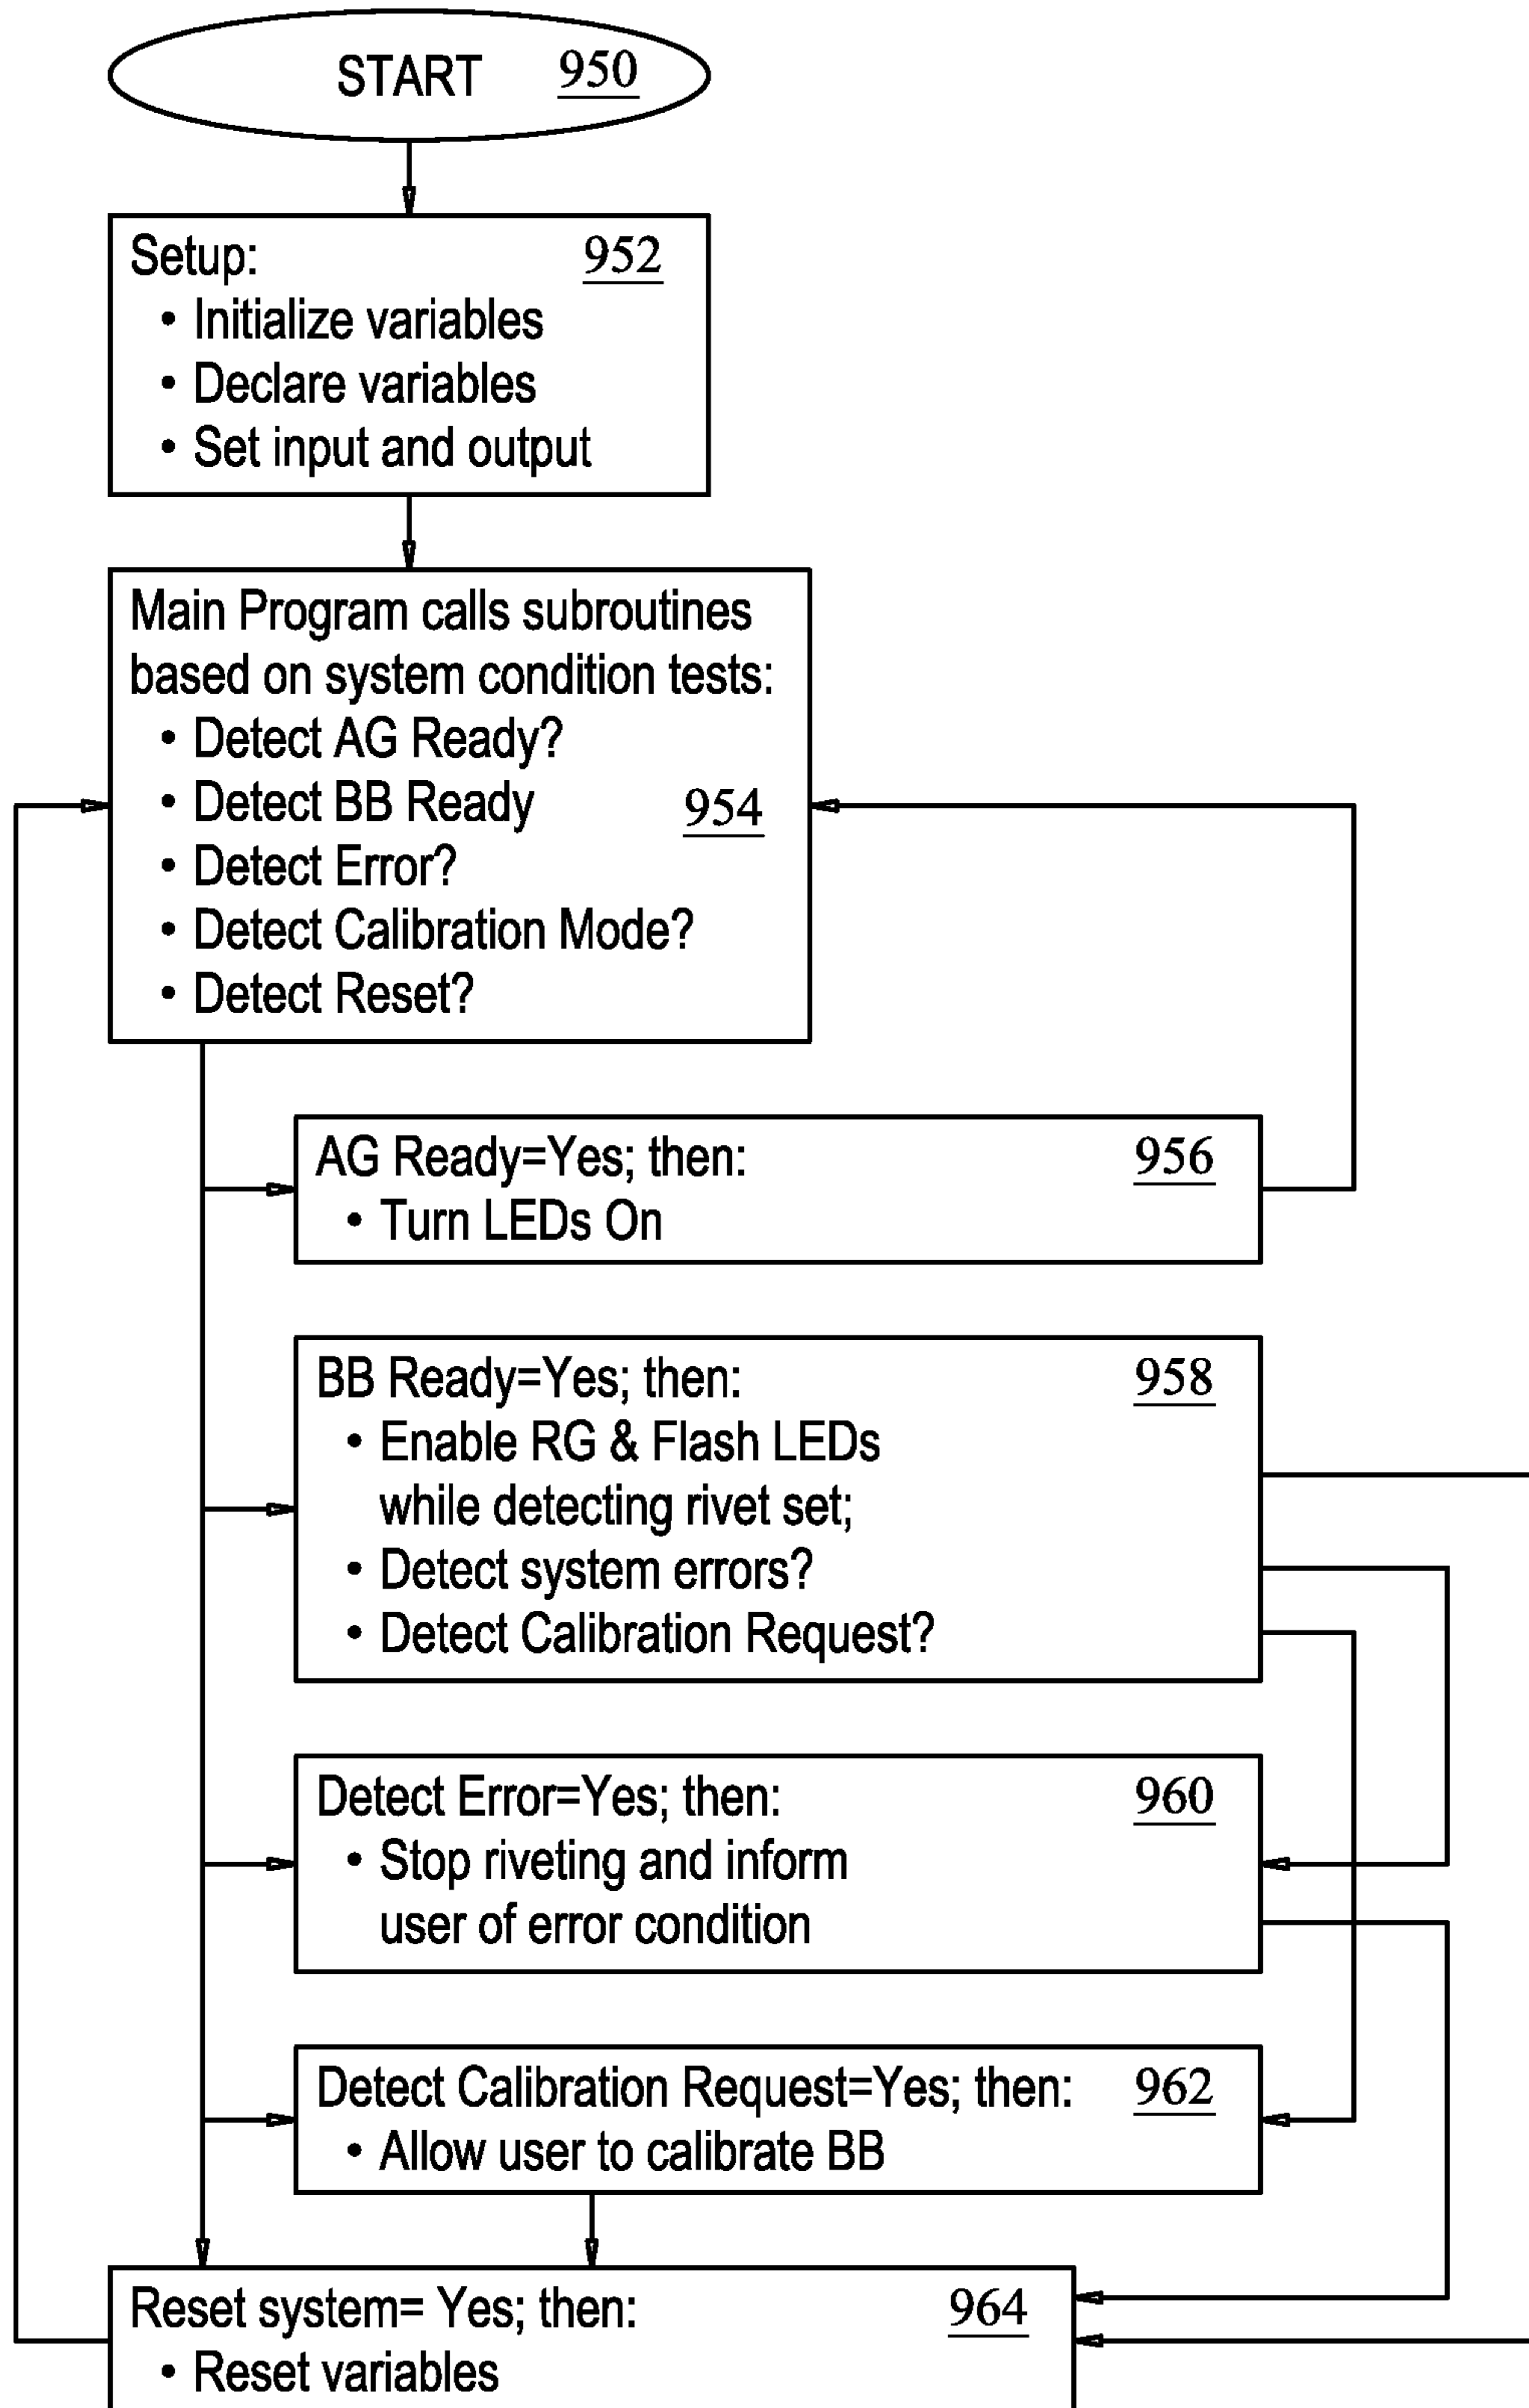 START 950
Setup: 952
• Initialize variables
• Declare variables
• Set input and output
Main Program calls subroutines
based on system condition tests:
• Detect AG Ready?
• Detect BB Ready 954
• Detect Error?
• Detect Calibration Mode?
• Detect Reset?
AG Ready=Yes; then: 956
• Turn LEDs On
BB Ready=Yes; then: 958
• Enable RG & Flash LEDs
while detecting rivet set;
• Detect system errors?
• Detect Calibration Request?
Detect Error=Yes; then: 960
• Stop riveting and inform
user of error condition
Detect Calibration Request=Yes; then: 962
• Allow user to calibrate BB
Reset system= Yes; then: 964
• Reset variables